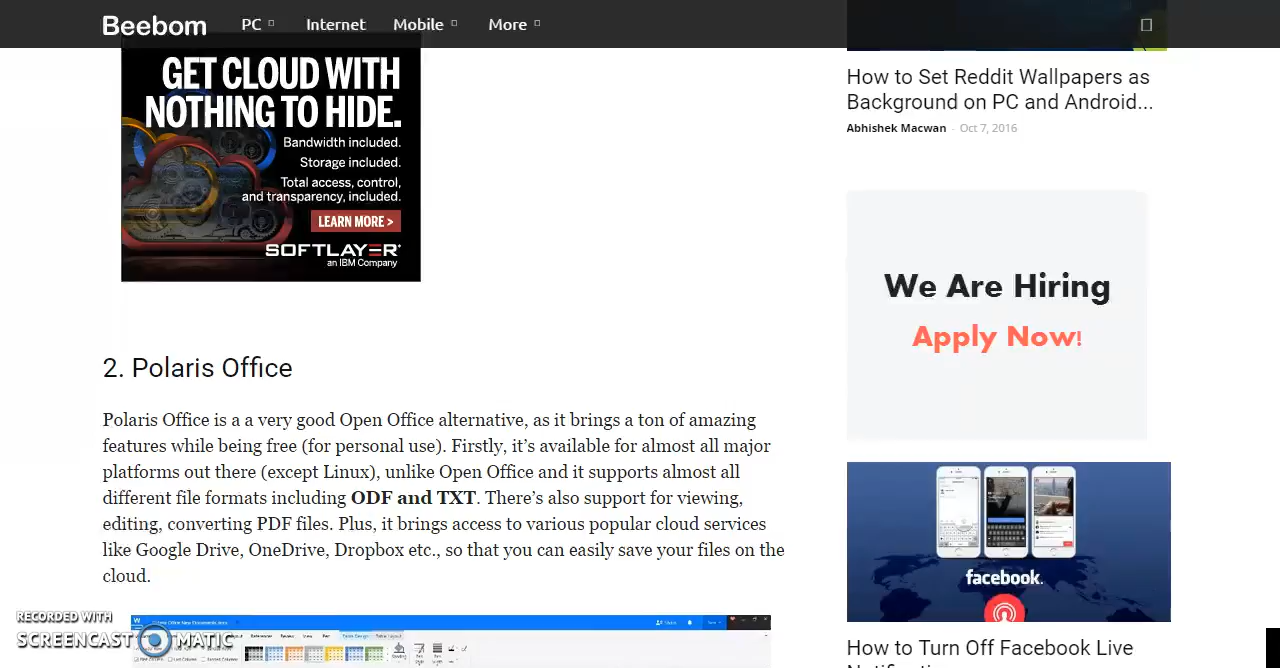 Beebom PC Internet Mobile More
GET CLOUD WITH
NOTHING TO HIDE.
Bandwidth included.
Storage included.
Total access, control,
and transparency, included.
LEARN MORE >
SOFTLAYER
an IBM Company
2. Polaris Office
Polaris Office is a a very good Open Office alternative, as it brings a ton of amazing
features while being free (for personal use). Firstly, it’s available for almost all major
platforms out there (except Linux), unlike Open Office and it supports almost all
different file formats including ODF and TXT. There’s also support for viewing,
editing, converting PDF files. Plus, it brings access to various popular cloud services
like Google Drive, OneDrive, Dropbox etc., so that you can easily save your files on the
cloud.
How to Set Reddit Wallpapers as
Background on PC and Android...
Abhishek Macwan - Oct 7, 2016
We Are Hiring
Apply Now!
facebook.
How to Turn Off Facebook Live
RECORDED WITH
SCREENCAST MATIC